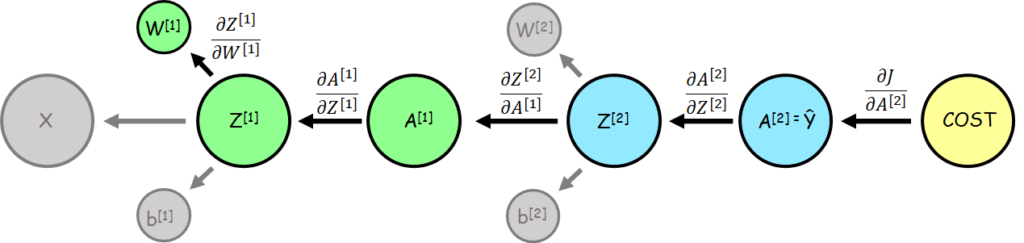 W[1]
∂Z[1]
∂W[1]
W[2]
X
Z[1]
∂A[1]
∂Z[1]
A[1]
∂Z[2]
∂A[1]
Z[2]
∂A[2]
∂Z[2]
A[2] = Ŷ
∂J
∂A[2]
COST
b[1]
b[2]